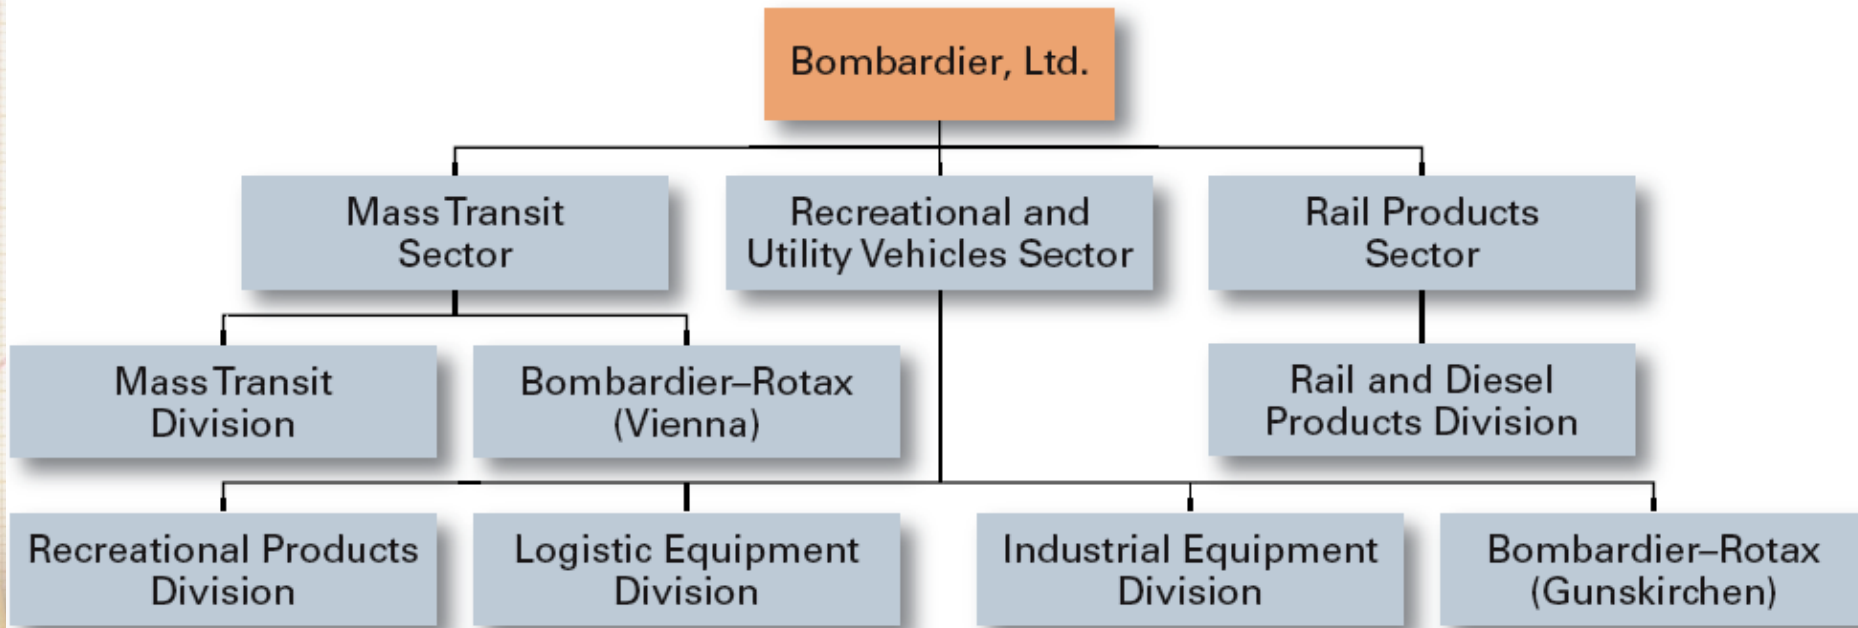 Bombardier, Ltd.
Mass Transit
Sector
Recreational and
Utility Vehicles Sector
Rail Products
Sector
Mass Transit
Division
Bombardier–Rotax
(Vienna)
Rail and Diesel
Products Division
Recreational Products
Division
Logistic Equipment
Division
Industrial Equipment
Division
Bombardier–Rotax
(Gunskirchen)